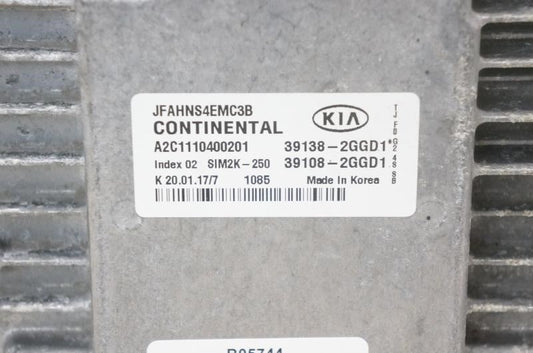 JFAHNS4EMC3B
CONTINENTAL
KIA
A2C1110400201 39138-2GGD1*
Index 02 SIM2K-250 39108-2GGD1
K 20.01.17/7 1085 Made In Korea